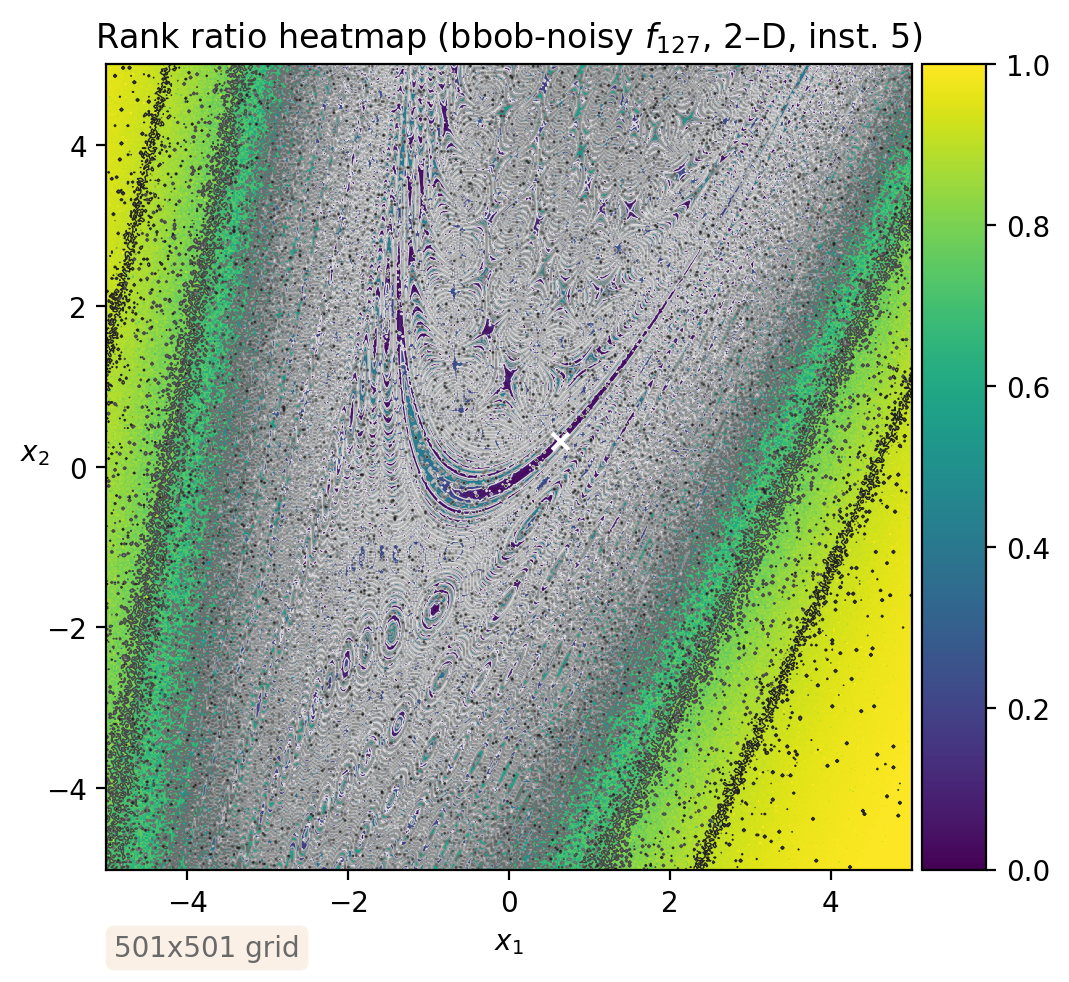 Rank ratio heatmap (bbob-noisy f₁₂₇, 2–D, inst. 5)
1.0
4
0.8
2
0.6
x₂
0
0.4
−2
0.2
−4
0.0
−4 −2 0 2 4
x₁
501x501 grid